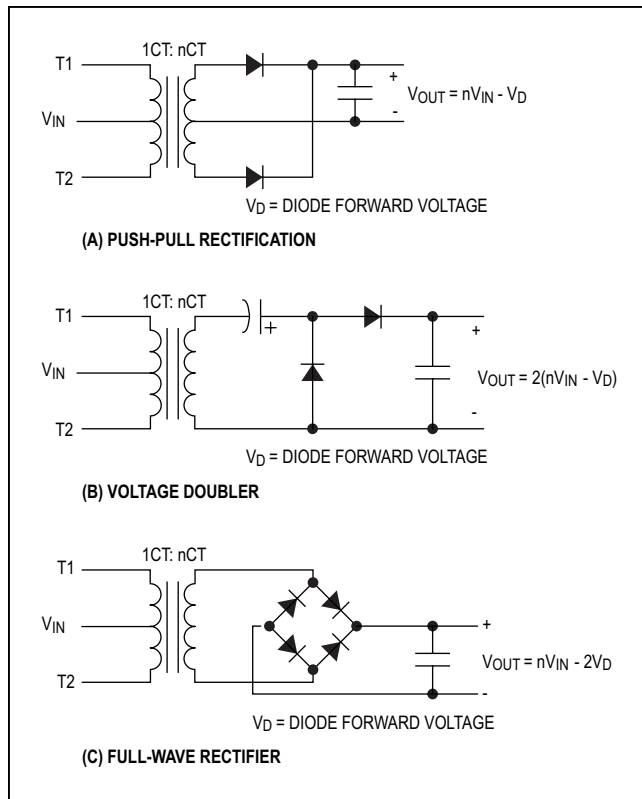 1CT: nCT
T1
VIN
T2
+
-
VOUT = nVIN - VD
VD = DIODE FORWARD VOLTAGE
(A) PUSH-PULL RECTIFICATION
1CT: nCT
T1
VIN
T2
+
+
-
VOUT = 2(nVIN - VD)
VD = DIODE FORWARD VOLTAGE
(B) VOLTAGE DOUBLER
1CT: nCT
T1
VIN
T2
+
-
VOUT = nVIN - 2VD
VD = DIODE FORWARD VOLTAGE
(C) FULL-WAVE RECTIFIER